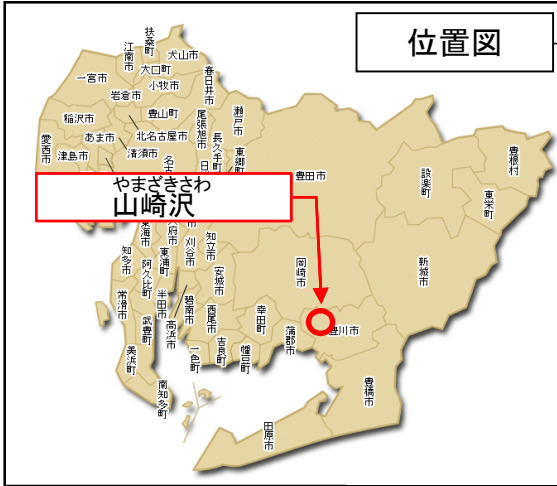 位置図
扶桑町
江南市
犬山市
大口町
一宮市
小牧市
岩倉市
春日井市
稲沢市
豊山町
瀬戸市
尾張旭市
あま市
北名古屋市
長久手町
愛西市
津島市
清須市
東郷町
豊田市
設楽町
豊根村
東栄町
やまざきさわ
山崎沢
新城市
岡崎市
東海市
知多市
東浦町
刈谷市
知立市
安城市
阿久比町
常滑市
半田市
碧南市
高浜市
西尾市
武豊町
幸田町
蒲郡市
豊川市
美浜町
一色町
吉良町
幡豆町
南知多町
豊橋市
田原市